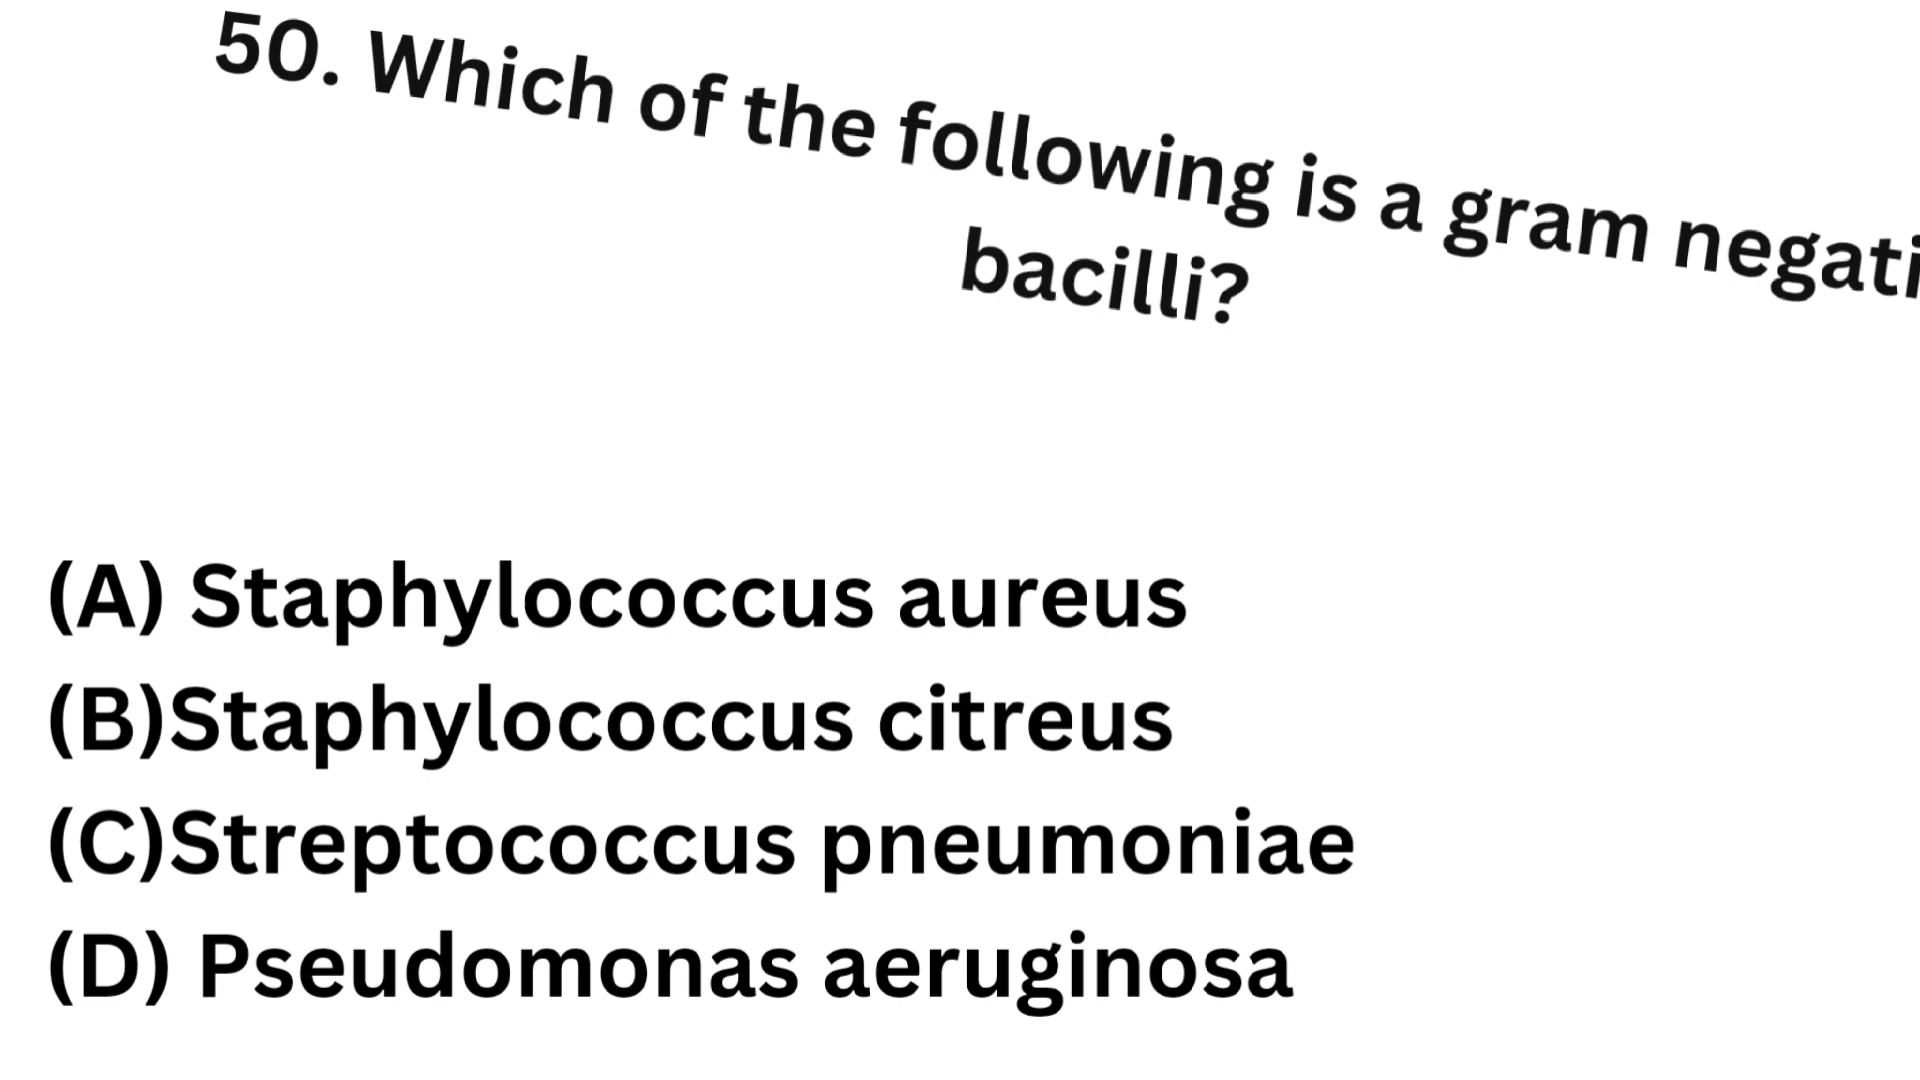 50. Which of the following is a gram negati
bacilli?
(A) Staphylococcus aureus
(B)Staphylococcus citreus
(C)Streptococcus pneumoniae
(D) Pseudomonas aeruginosa